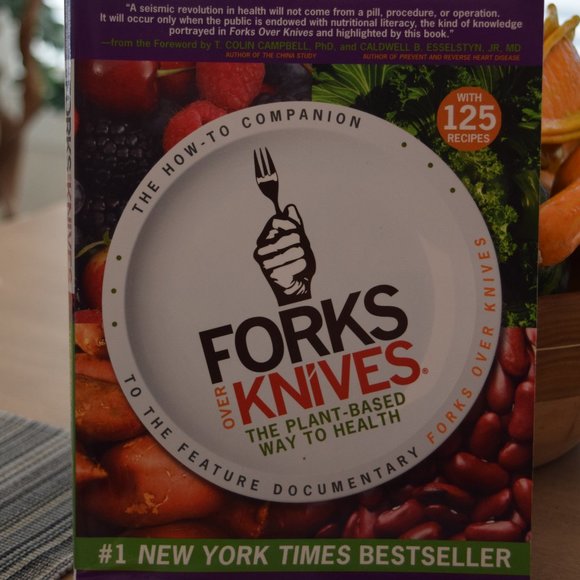 "A seismic revolution in health will not come from a pill, procedure, or operation.
It will occur only when the public is endowed with nutritional literacy, the kind of knowledge
portrayed in Forks Over Knives and highlighted by this book."
—from the Foreword by T. COLIN CAMPBELL, PhD, and CALDWELL B. ESSELSTYN, JR, MD
AUTHOR OF THE CHINA STUDY AUTHOR OF PREVENT AND REVERSE HEART DISEASE
WITH
125
RECIPES
THE HOW-TO COMPANION
TO THE FEATURE DOCUMENTARY FORKS OVER KNIVES
FORKS
OVER
KNIVES®
THE PLANT-BASED
WAY TO HEALTH
#1 NEW YORK TIMES BESTSELLER
FORKS OVER KNIVES